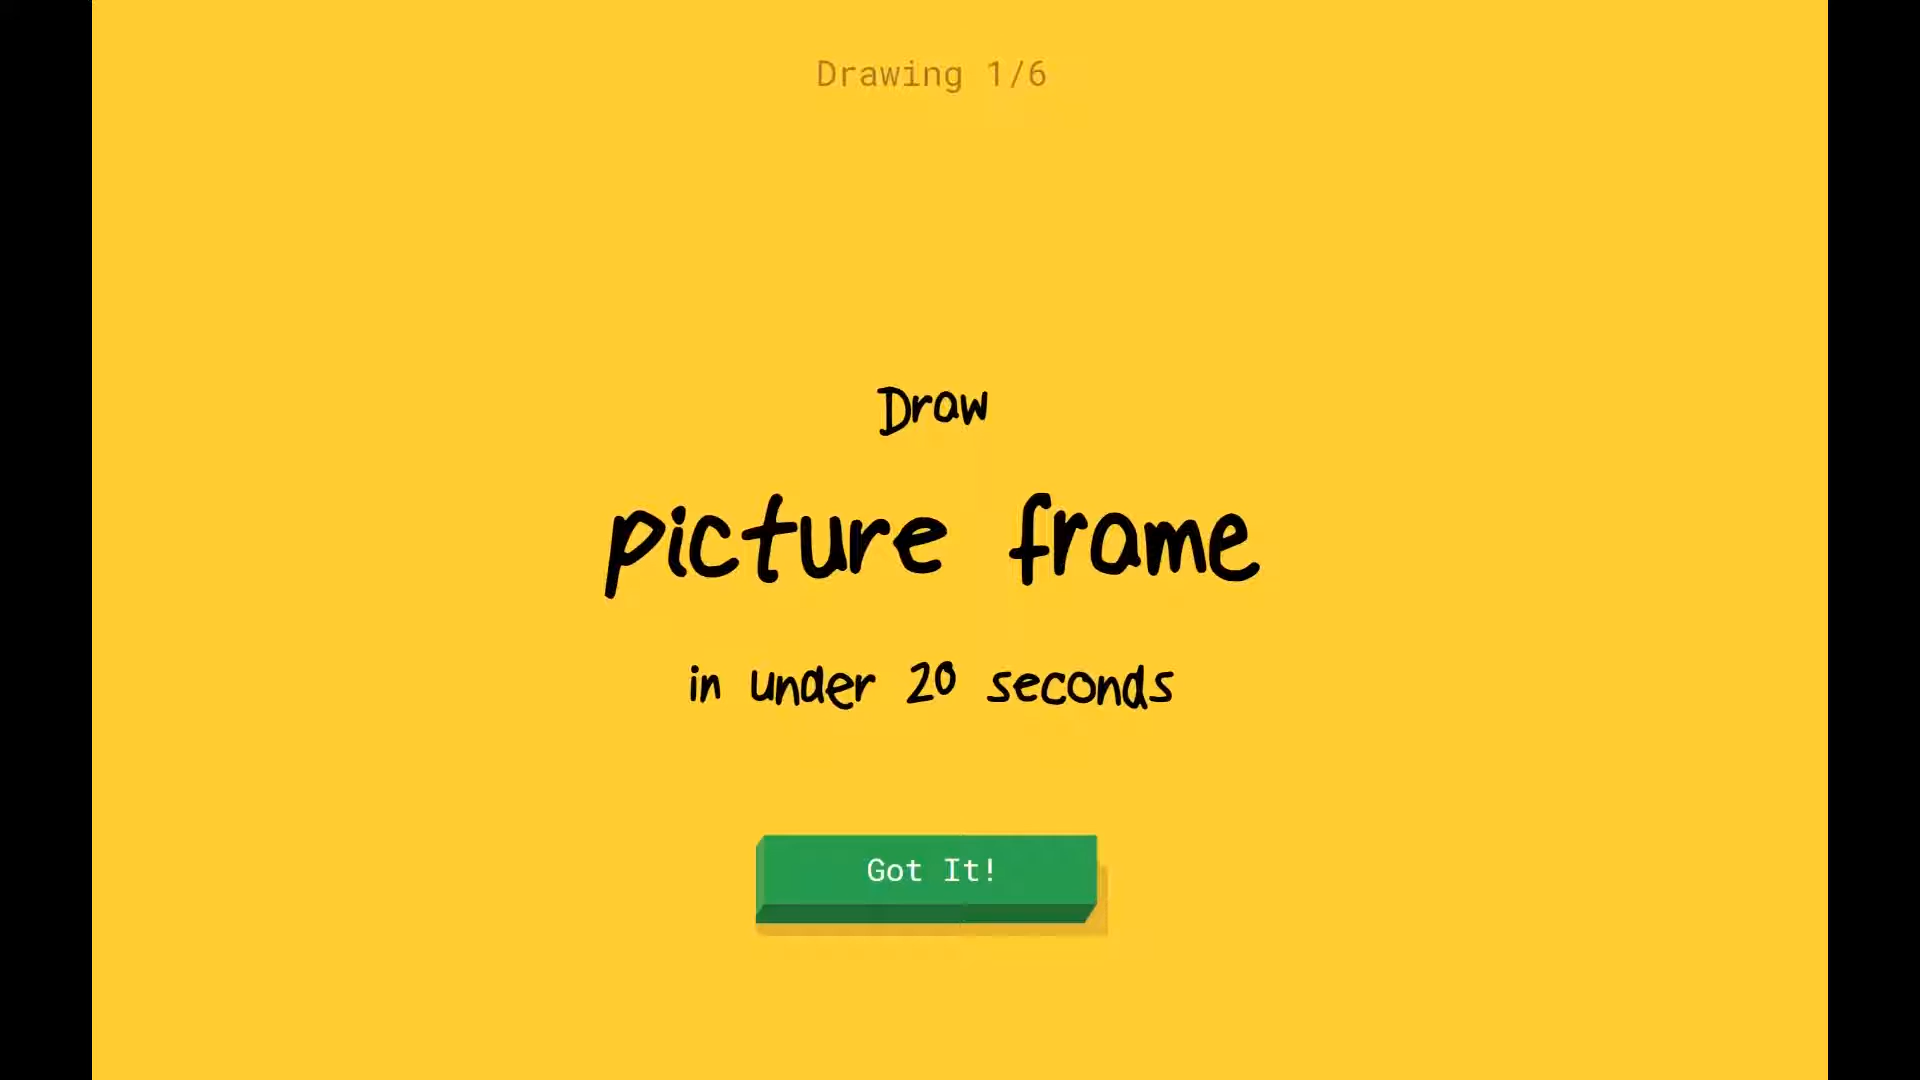 Drawing 1/6
Draw
picture frame
in under 20 seconds
Got It!